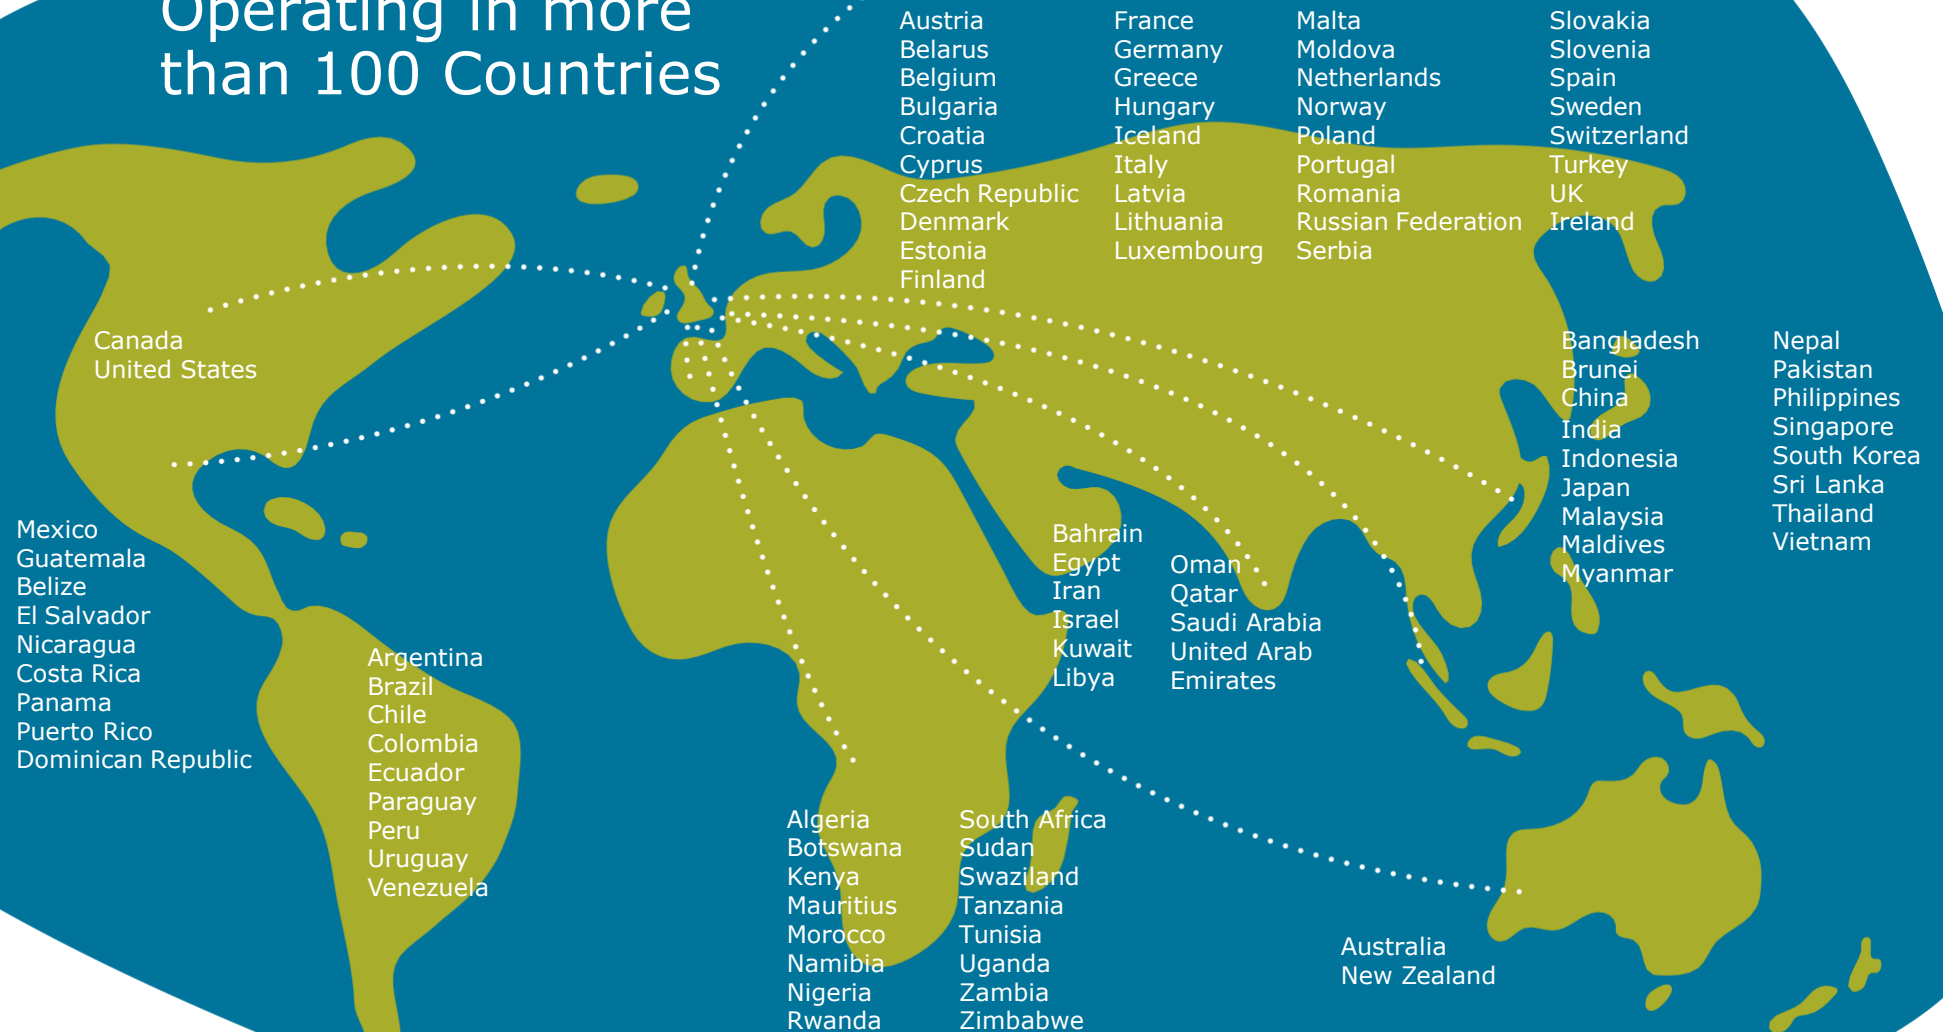 Operating in more
than 100 Countries
Austria
Belarus
Belgium
Bulgaria
Croatia
Cyprus
Czech Republic
Denmark
Estonia
Finland
France
Germany
Greece
Hungary
Iceland
Italy
Latvia
Lithuania
Luxembourg
Malta
Moldova
Netherlands
Norway
Poland
Portugal
Romania
Russian Federation
Serbia
Slovakia
Slovenia
Spain
Sweden
Switzerland
Turkey
UK
Ireland
Canada
United States
Mexico
Guatemala
Belize
El Salvador
Nicaragua
Costa Rica
Panama
Puerto Rico
Dominican Republic
Argentina
Brazil
Chile
Colombia
Ecuador
Paraguay
Peru
Uruguay
Venezuela
Algeria
Botswana
Kenya
Mauritius
Morocco
Namibia
Nigeria
Rwanda
South Africa
Sudan
Swaziland
Tanzania
Tunisia
Uganda
Zambia
Zimbabwe
Bahrain
Egypt
Iran
Israel
Kuwait
Libya
Oman
Qatar
Saudi Arabia
United Arab
Emirates
Bangladesh
Brunei
China
India
Indonesia
Japan
Malaysia
Maldives
Myanmar
Nepal
Pakistan
Philippines
Singapore
South Korea
Sri Lanka
Thailand
Vietnam
Australia
New Zealand